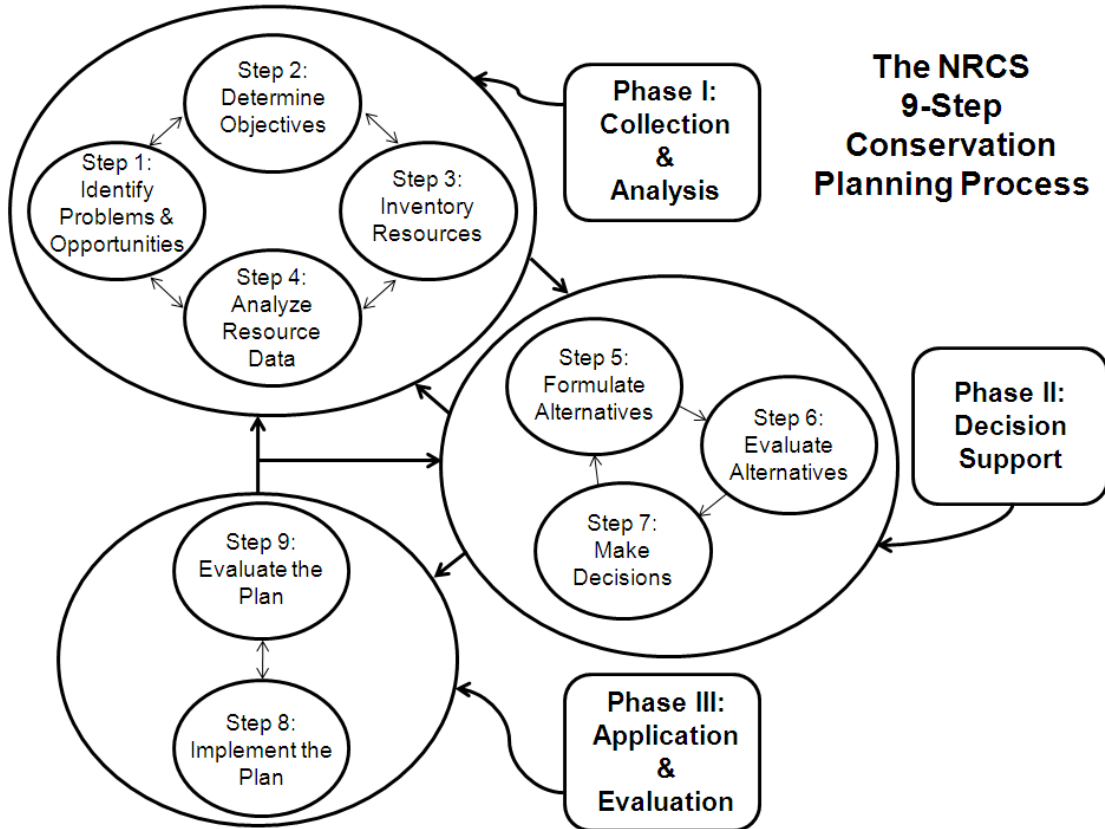 The NRCS
9-Step
Conservation
Planning Process
Phase I:
Collection
&
Analysis
Step 1:
Identify
Problems &
Opportunities
Step 2:
Determine
Objectives
Step 3:
Inventory
Resources
Step 4:
Analyze
Resource
Data
Phase II:
Decision
Support
Step 5:
Formulate
Alternatives
Step 6:
Evaluate
Alternatives
Step 7:
Make
Decisions
Phase III:
Application
&
Evaluation
Step 9:
Evaluate the
Plan
Step 8:
Implement the
Plan